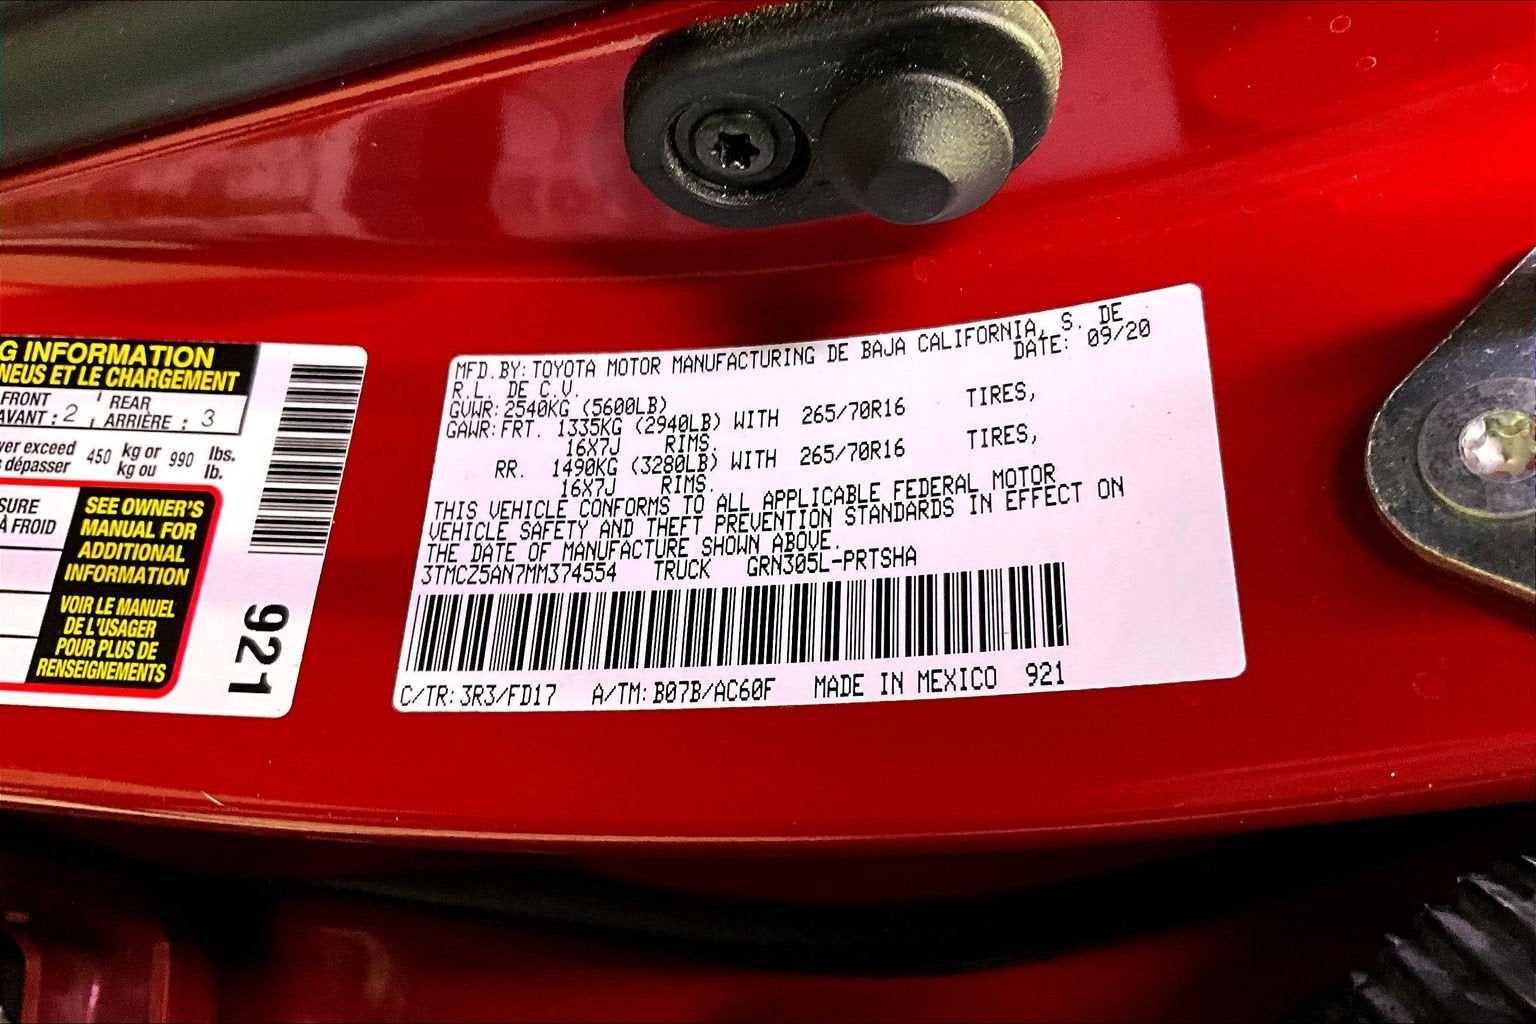 G INFORMATION
NEUS ET LE CHARGEMENT
FRONT REAR
AVANT : 2 ARRIÈRE : 3
ver exceed 450 kg or 990 lbs.
dépasser kg ou lb.
SURE
À FROID
SEE OWNER'S
MANUAL FOR
ADDITIONAL
INFORMATION
VOIR LE MANUEL
DE L'USAGER
POUR PLUS DE
RENSEIGNEMENTS
921
MFD. BY: TOYOTA MOTOR MANUFACTURING DE BAJA CALIFORNIA, S. DE
R.L. DE C.V. DATE: 09/20
GVWR: 2540KG (5600LB)
GAWR: FRT. 1335KG (2940LB) WITH 265/70R16 TIRES,
16X7J RIMS.
RR. 1490KG (3280LB) WITH 265/70R16 TIRES,
16X7J RIMS.
THIS VEHICLE CONFORMS TO ALL APPLICABLE FEDERAL MOTOR
VEHICLE SAFETY AND THEFT PREVENTION STANDARDS IN EFFECT ON
THE DATE OF MANUFACTURE SHOWN ABOVE.
3TMCZ5AN7MM374554 TRUCK GRN305L-PRTSHA
C/TR: 3R3/FD17 A/TM: B07B/AC60F MADE IN MEXICO 921